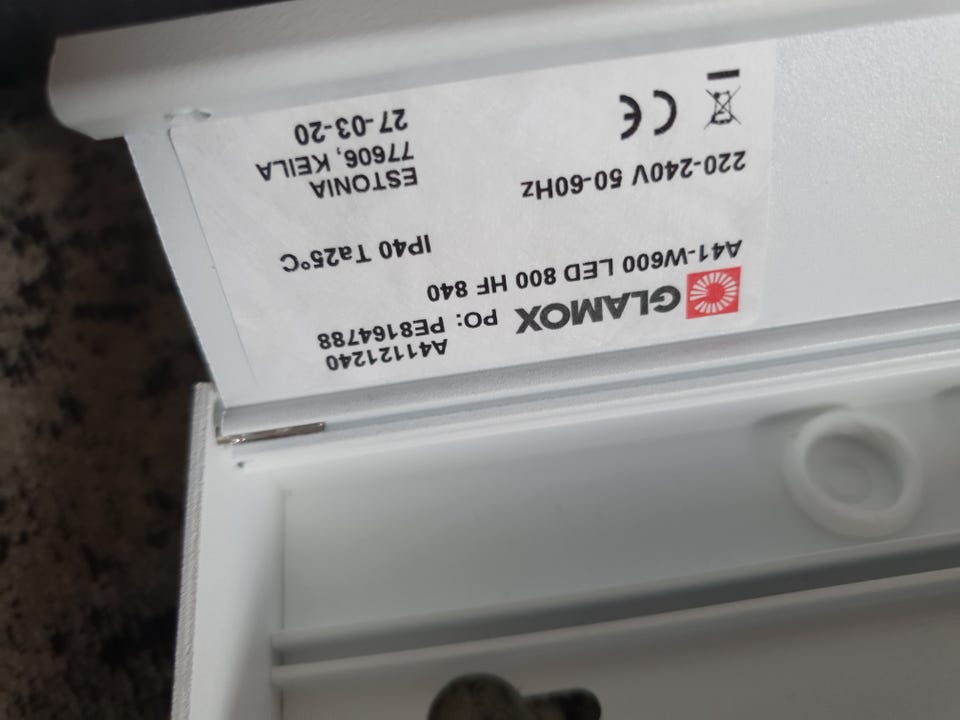 A41121240
GLAMOX PO: PE8164788
A41-W600 LED 800 HF 840
IP40 Ta25°C
220-240V 50-60Hz
ESTONIA
77606, KEILA
27-03-20
CE